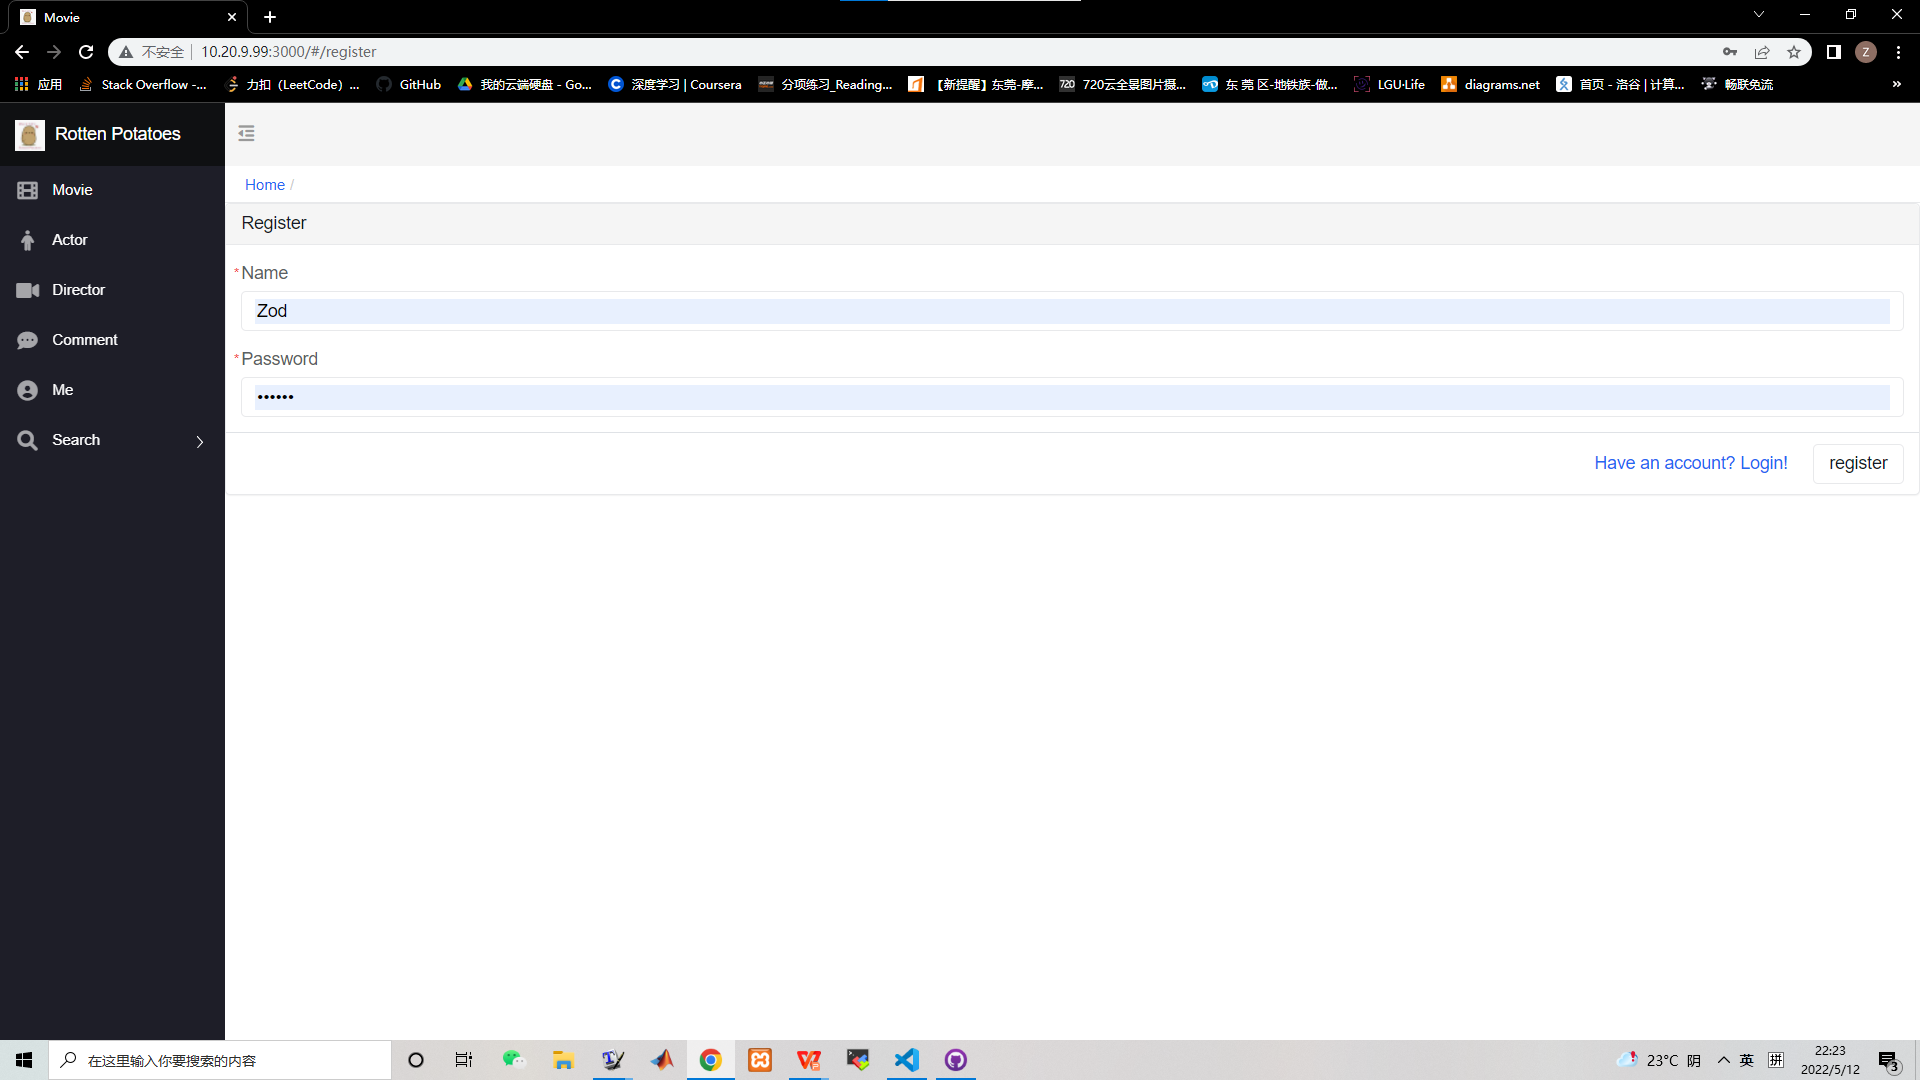 Movie
不安全 10.20.9.99:3000/#/register
Z
应用 Stack Overflow -... 力扣（LeetCode）... GitHub 我的云端硬盘 - Go... 深度学习 | Coursera 分项练习_Reading... 【新提醒】东莞-摩... 720云全景图片摄... 东 莞 区-地铁族-做... LGU·Life diagrams.net 首页 - 洛谷 | 计算... 畅联免流 »
Rotten Potatoes
Movie
Actor
Director
Comment
Me
Search
Home /
Register
*Name
Zod
*Password
••••••
Have an account? Login! register
在这里输入你要搜索的内容
23°C 阴 英 拼
22:23
2022/5/12
3